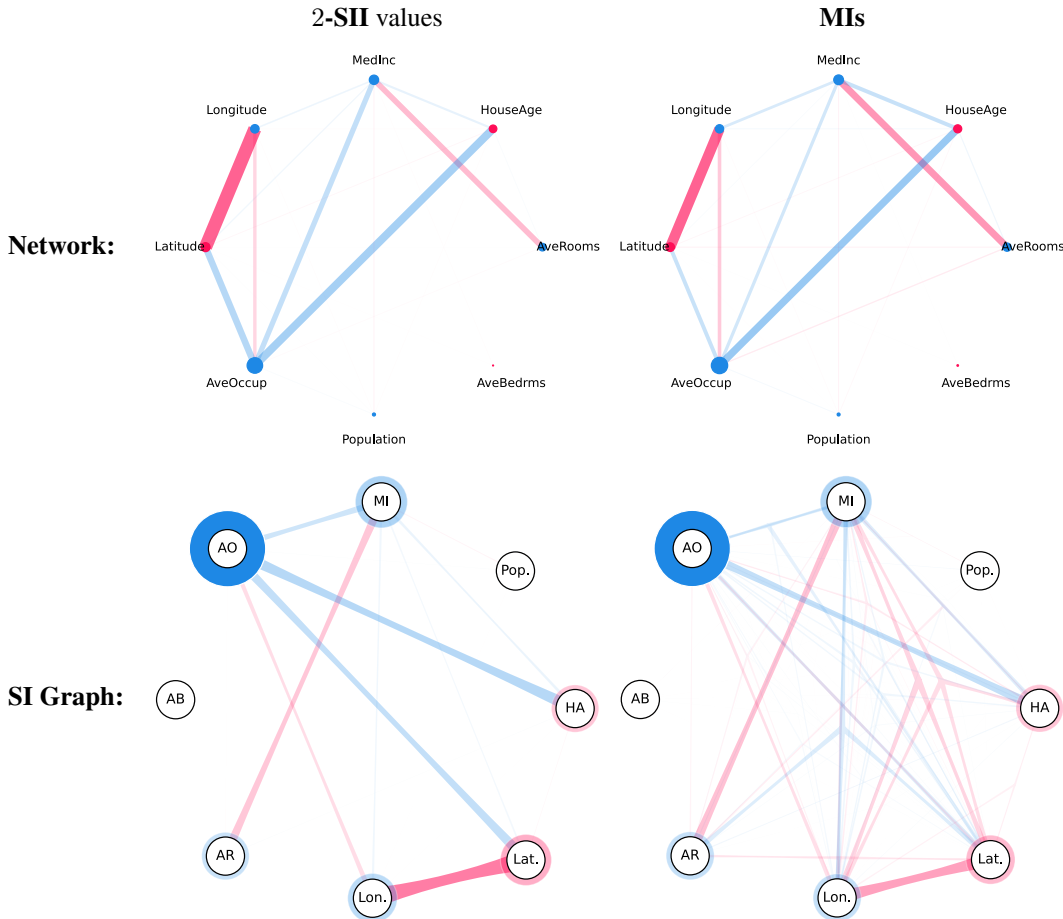 2-SII values
MIs
Network:
MedInc
Longitude
HouseAge
Latitude
AveRooms
AveOccup
AveBedrms
Population
MedInc
Longitude
HouseAge
Latitude
AveRooms
AveOccup
AveBedrms
Population
SI Graph:
MI
AO
Pop.
AB
HA
AR
Lat.
Lon.
MI
AO
Pop.
AB
HA
AR
Lat.
Lon.